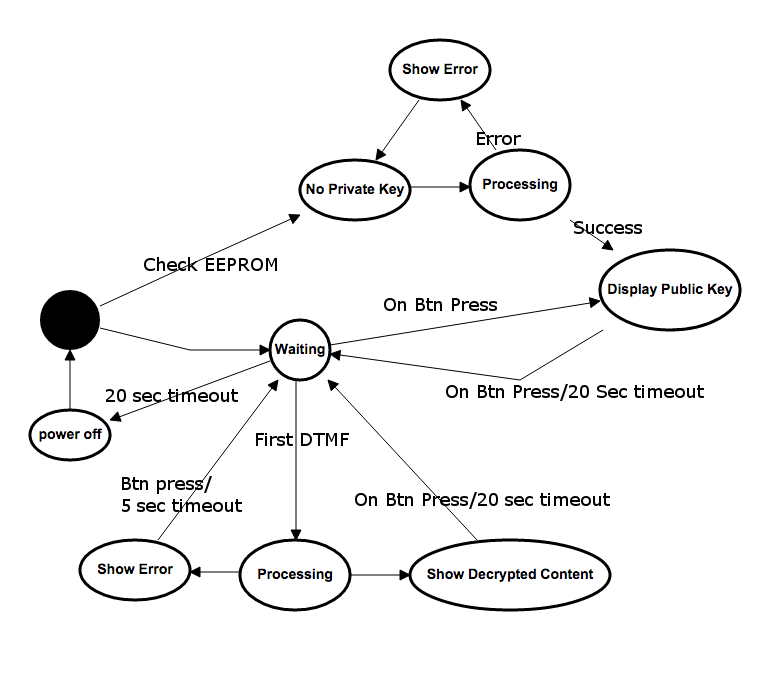 Show Error
Error
No Private Key
Processing
Success
Check EEPROM
Display Public Key
On Btn Press
Waiting
20 sec timeout
On Btn Press/20 Sec timeout
power off
First DTMF
Btn press/
5 sec timeout
On Btn Press/20 sec timeout
Show Error
Processing
Show Decrypted Content